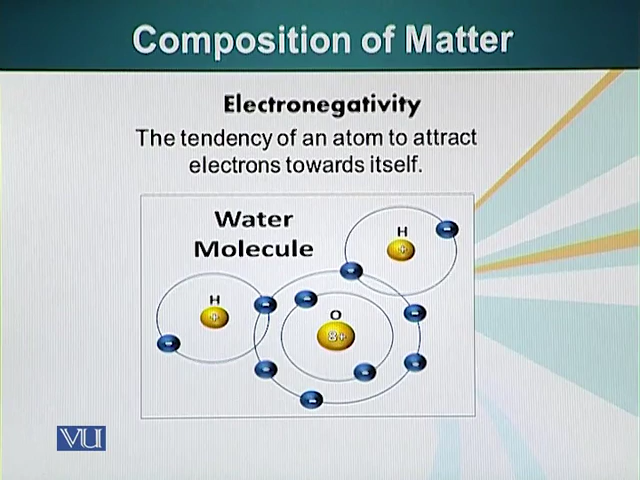 Composition of Matter
Electronegativity
The tendency of an atom to attract
electrons towards itself.
Water
Molecule
H
+
H
+
O
8+
VU